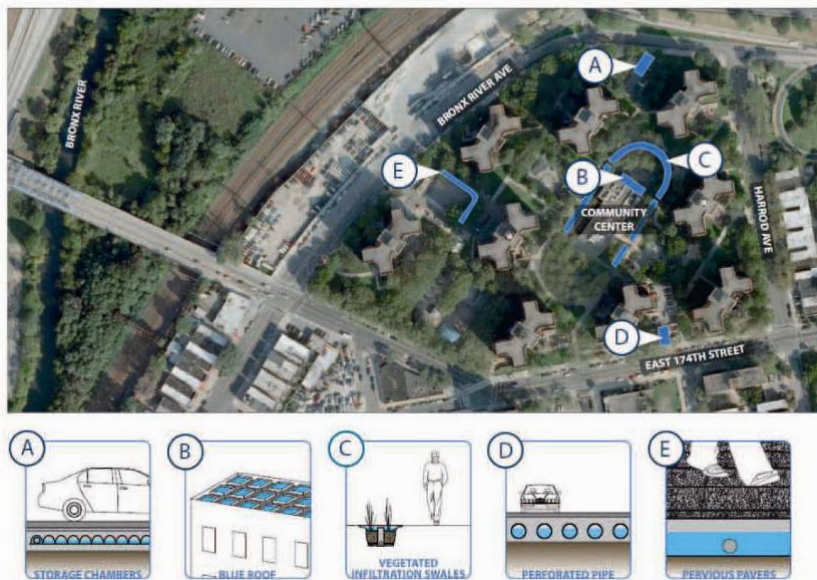 BRONX RIVER
BRONX RIVER AVE
A
E
B
C
COMMUNITY
CENTER
HARROD AVE
D
EAST 174TH STREET
A
B
C
D
E
STORAGE CHAMBERS
BLUE ROOF
VEGETATED
INFILTRATION SWALES
PERFORATED PIPE
PERVIOUS PAVERS